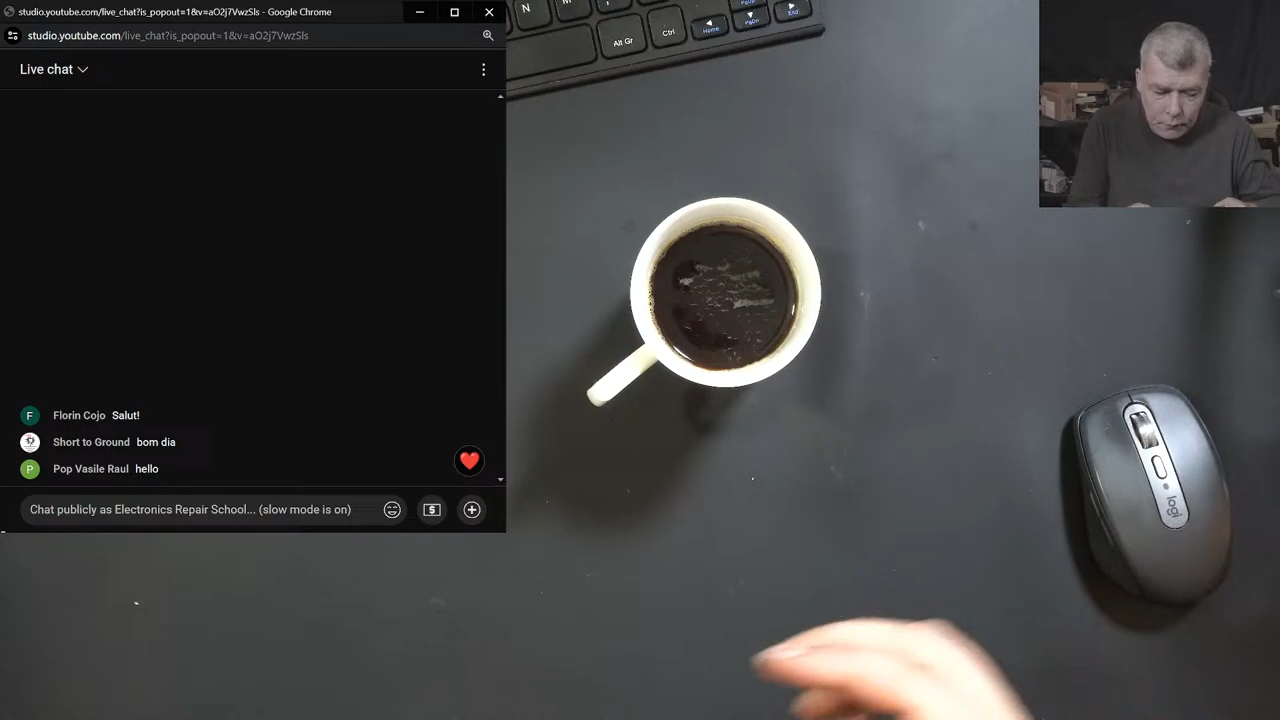 studio.youtube.com/live_chat?is_popout=1&v=aO2j7VwzSls - Google Chrome
studio.youtube.com/live_chat?is_popout=1&v=aO2j7VwzSls
Live chat
F Florin Cojo Salut!
Short to Ground bom dia
P Pop Vasile Raul hello
Chat publicly as Electronics Repair School... (slow mode is on)
N
Alt Gr
Ctrl
Home
PgDn
End
logi